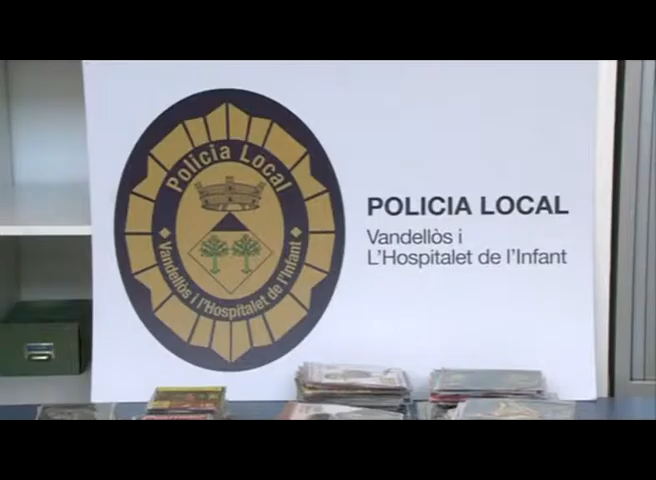 Policia Local
Vandellòs i l'Hospitalet de l'Infant
POLICIA LOCAL
Vandellòs i
L'Hospitalet de l'Infant